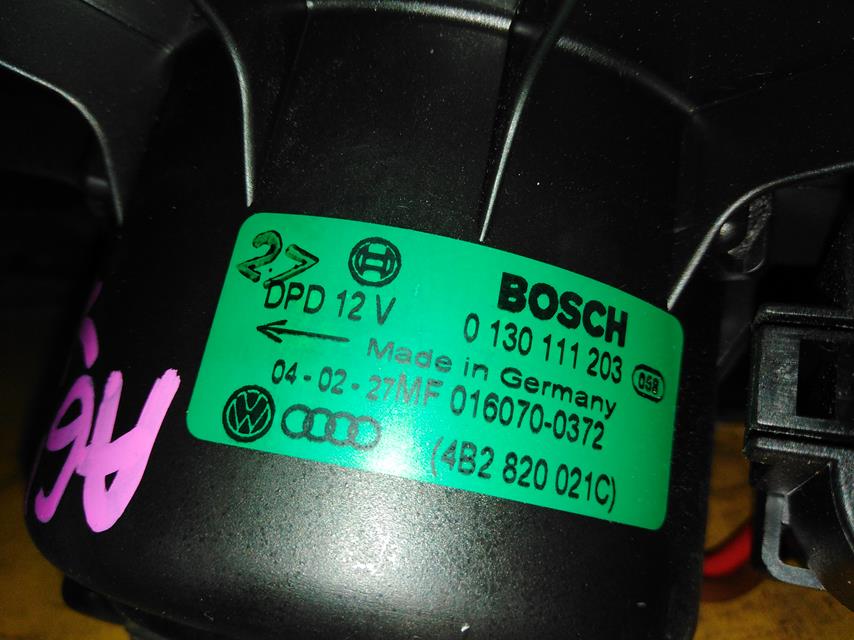 27
DPD 12 V
BOSCH
0 130 111 203
058
Made in Germany
04-02-27MF 016070-0372
(4B2 820 021C)
A6